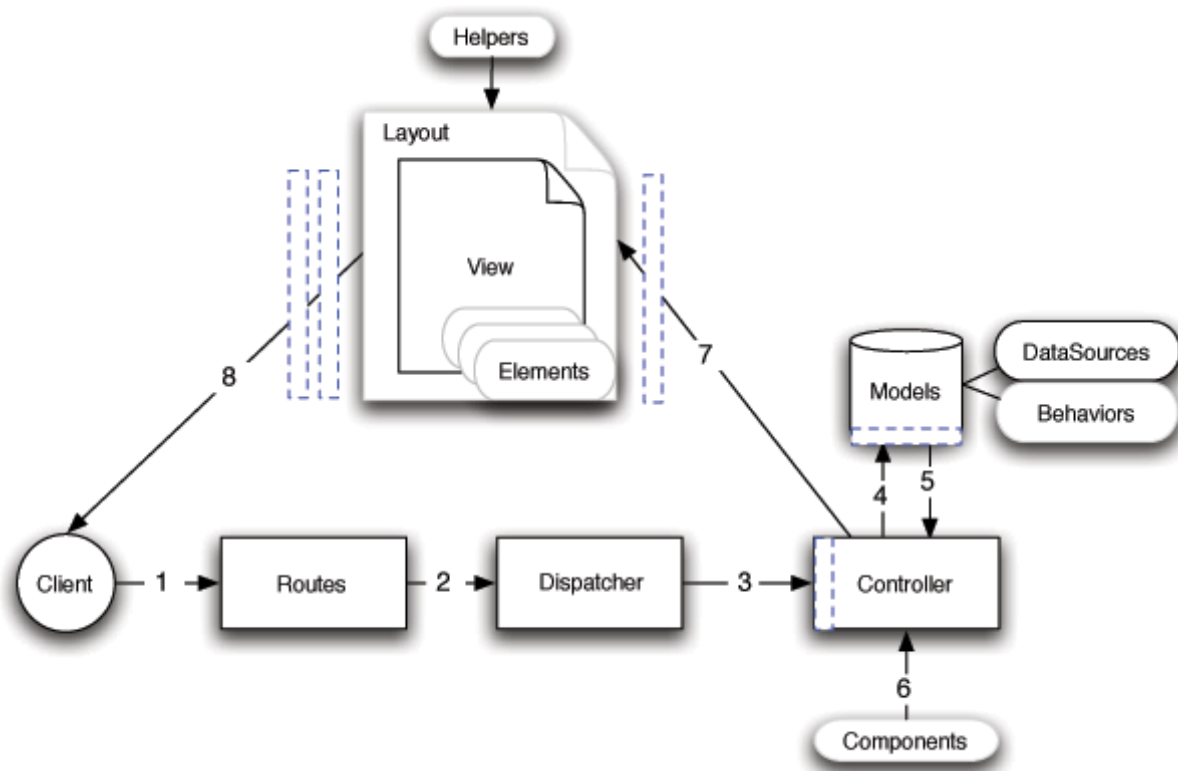 Helpers
Layout
View
Elements
7
8
Models
DataSources
Behaviors
4
5
Client
1
Routes
2
Dispatcher
3
Controller
6
Components